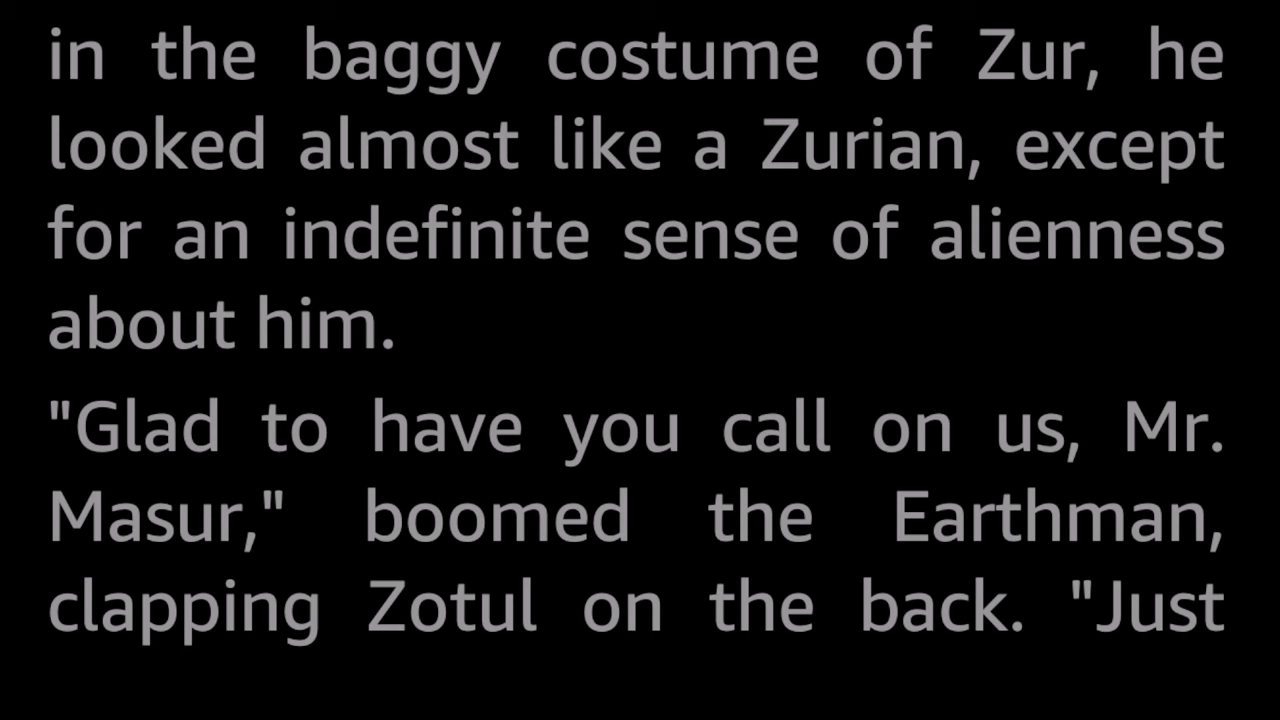 in the baggy costume of Zur, he
looked almost like a Zurian, except
for an indefinite sense of alienness
about him.
"Glad to have you call on us, Mr.
Masur," boomed the Earthman,
clapping Zotul on the back. "Just